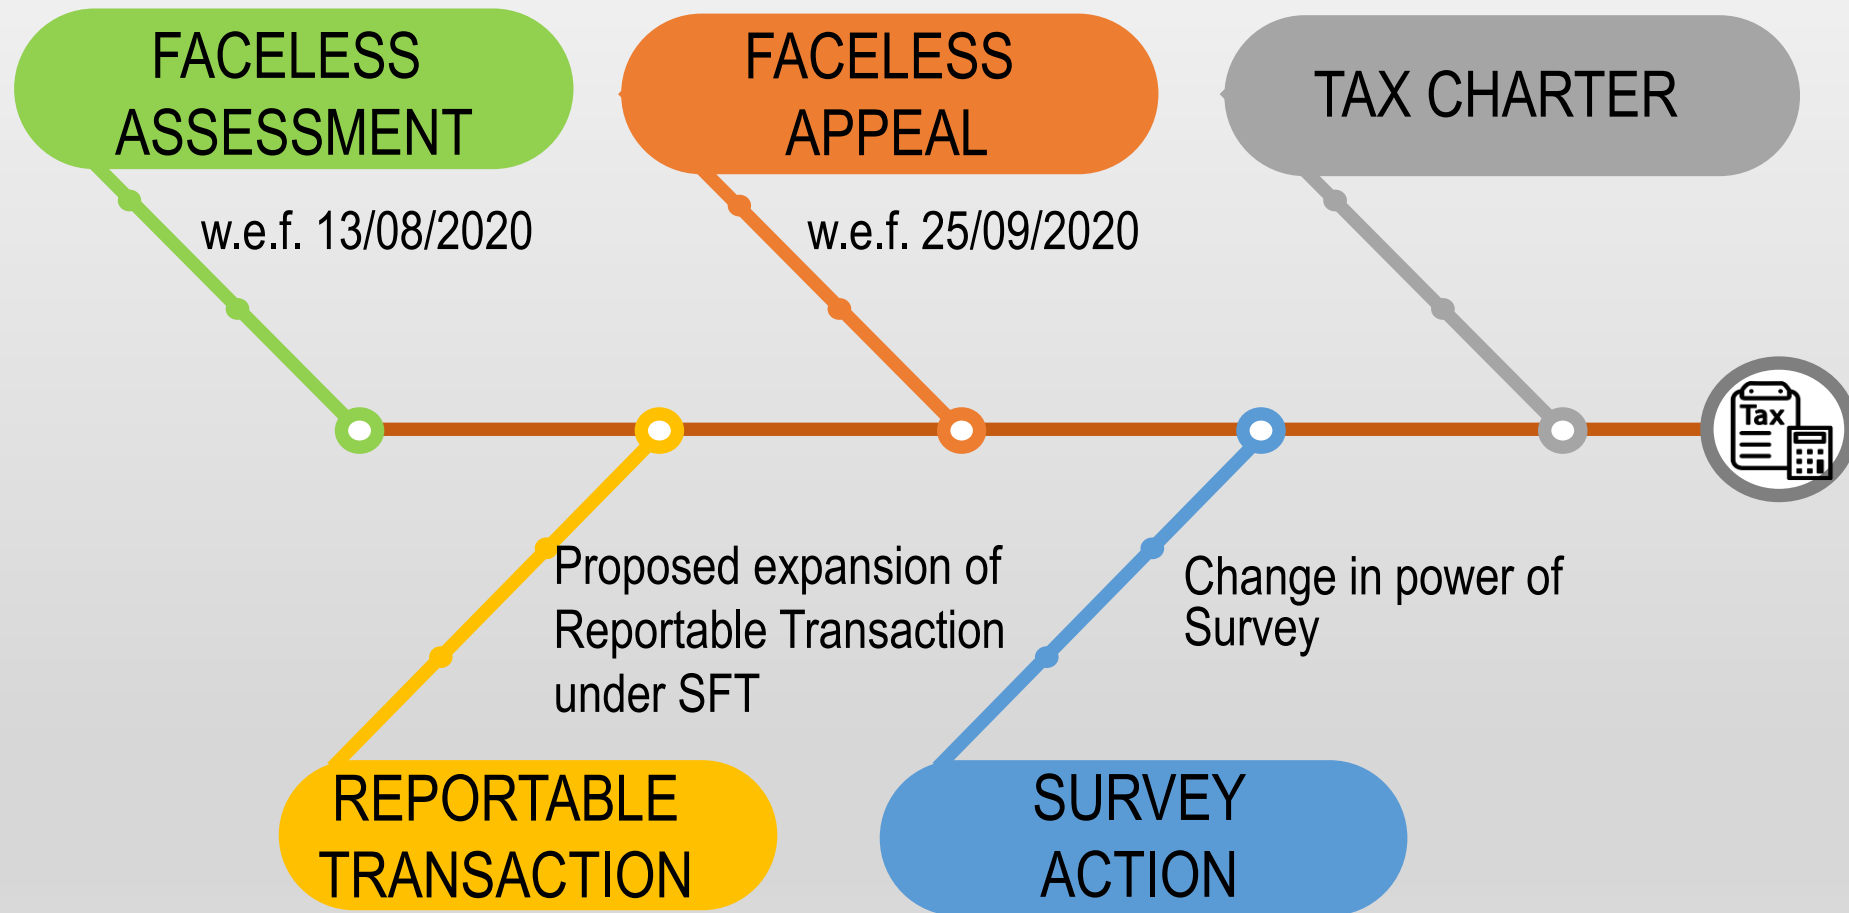 FACELESS
ASSESSMENT
w.e.f. 13/08/2020
FACELESS
APPEAL
w.e.f. 25/09/2020
TAX CHARTER
Tax
Proposed expansion of
Reportable Transaction
under SFT
REPORTABLE
TRANSACTION
Change in power of
Survey
SURVEY
ACTION